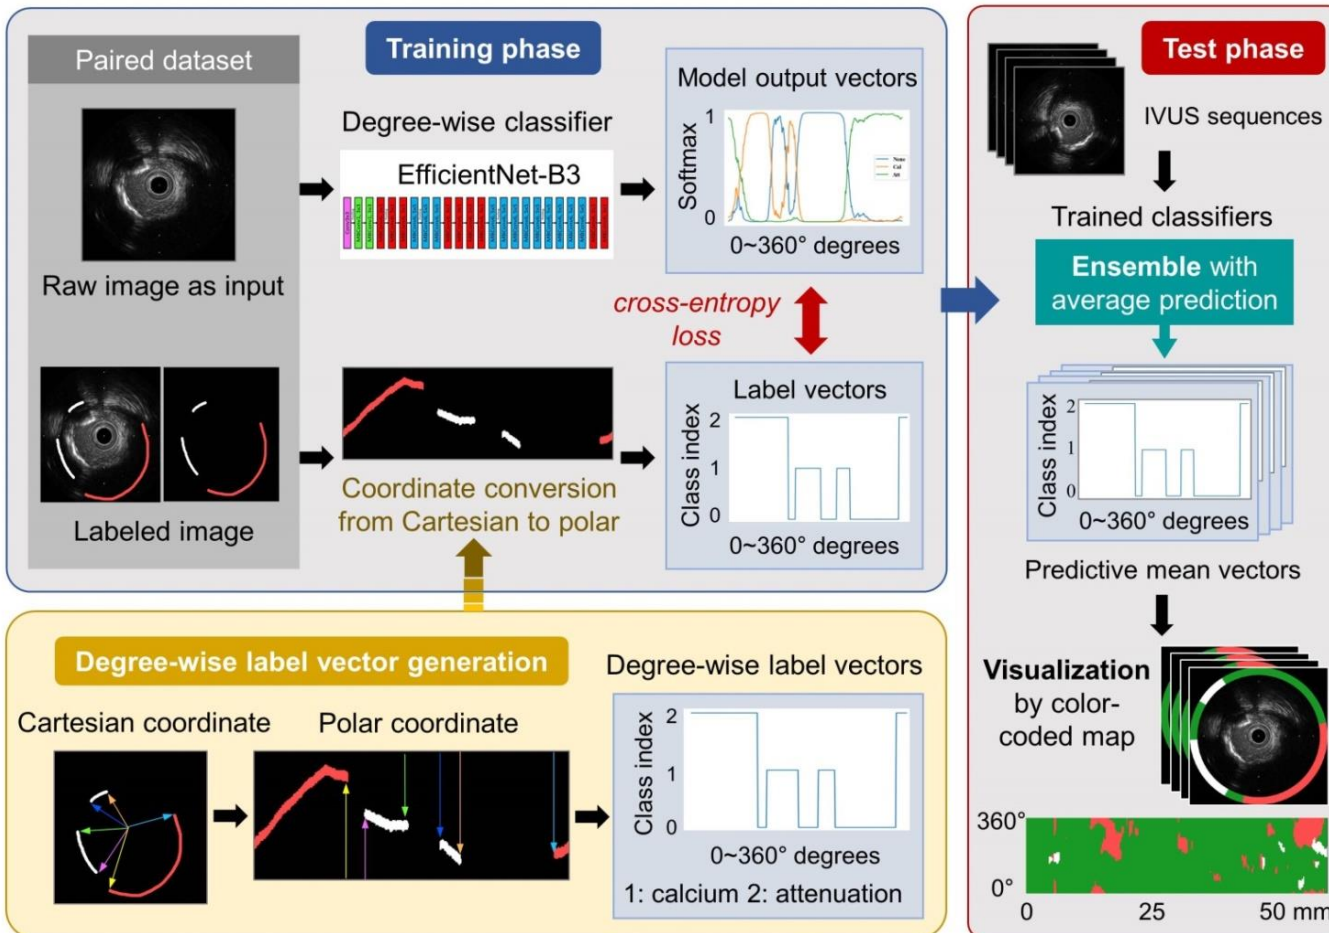 Training phase
Paired dataset
Raw image as input
Labeled image
Degree-wise classifier
EfficientNet-B3
Coordinate conversion
from Cartesian to polar
Model output vectors
Softmax
1
0
None
Cal
Att
0~360° degrees
cross-entropy
loss
Label vectors
Class index
2
1
0
0~360° degrees
Degree-wise label vector generation
Cartesian coordinate
Polar coordinate
Degree-wise label vectors
Class index
2
1
0
0~360° degrees
1: calcium 2: attenuation
Test phase
IVUS sequences
Trained classifiers
Ensemble with
average prediction
Class index
2
1
0
0~360° degrees
Predictive mean vectors
Visualization
by color-
coded map
360°
0°
0
25
50 mm